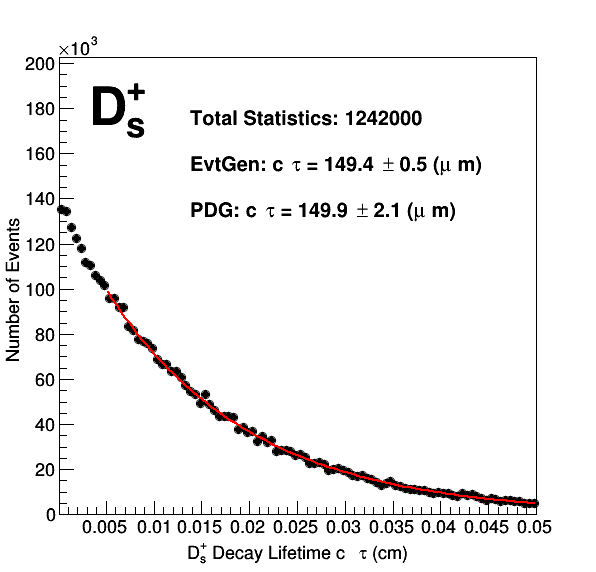 ×10³
200
180
160
140
120
100
80
60
40
20
0
Number of Events
D_s^+
Total Statistics: 1242000
EvtGen: c τ = 149.4 ± 0.5 (μ m)
PDG: c τ = 149.9 ± 2.1 (μ m)
0.005 0.01 0.015 0.02 0.025 0.03 0.035 0.04 0.045 0.05
D_s^+ Decay Lifetime c τ (cm)